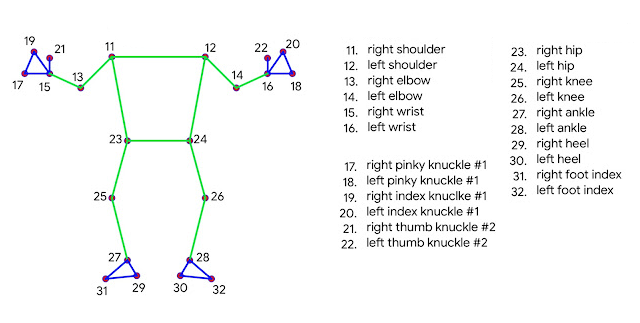 19
21
17
15
13
11
12
14
22
20
16
18
23
24
25
26
27
28
31
29
30
32
11. right shoulder
12. left shoulder
13. right elbow
14. left elbow
15. right wrist
16. left wrist
17. right pinky knuckle #1
18. left pinky knuckle #1
19. right index knuclke #1
20. left index knuckle #1
21. right thumb knuckle #2
22. left thumb knuckle #2
23. right hip
24. left hip
25. right knee
26. left knee
27. right ankle
28. left ankle
29. right heel
30. left heel
31. right foot index
32. left foot index